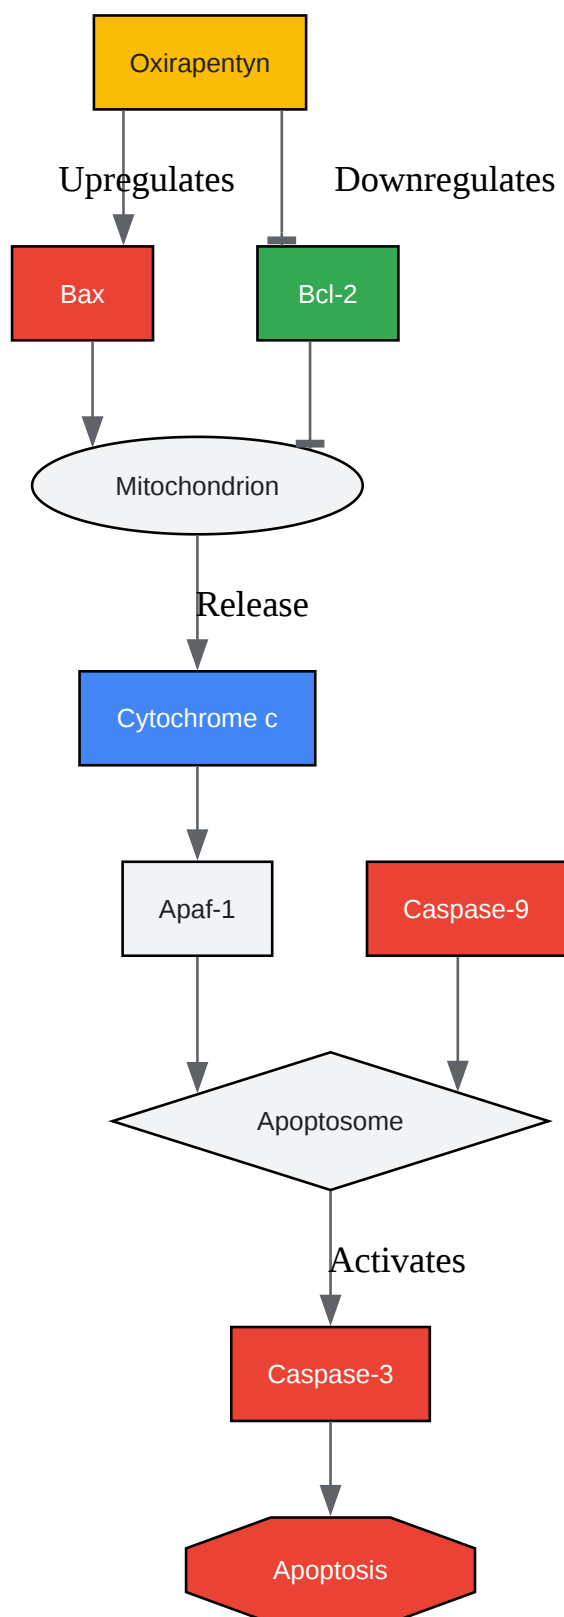 Oxirapentyn
Upregulates
Downregulates
Bax
Bcl-2
Mitochondrion
Release
Cytochrome c
Apaf-1
Caspase-9
Apoptosome
Activates
Caspase-3
Apoptosis